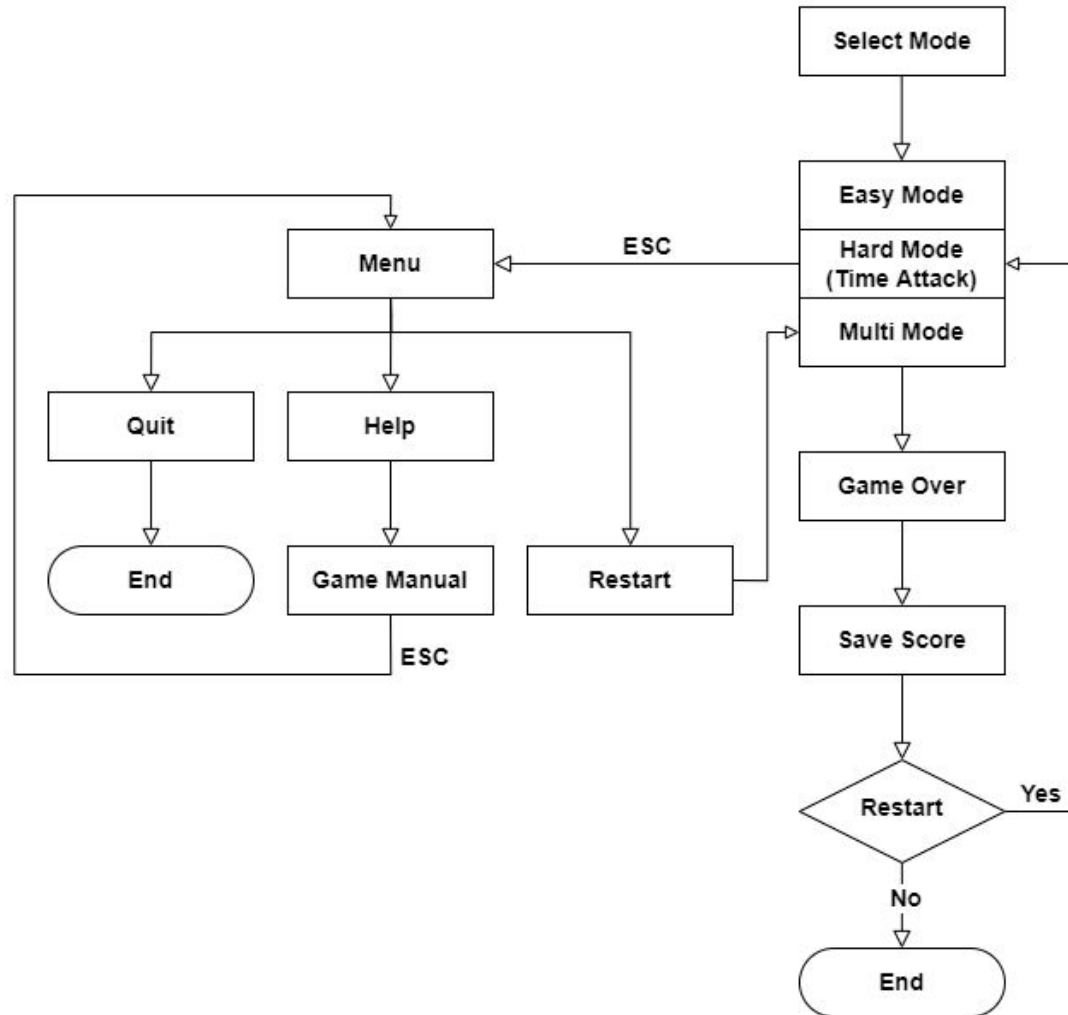 Select Mode
Easy Mode
Menu
ESC
Hard Mode
(Time Attack)
Multi Mode
Quit
Help
Game Over
End
Game Manual
Restart
Save Score
ESC
Restart
Yes
No
End